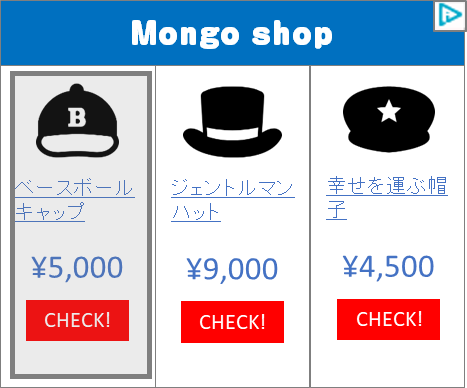 Mongo shop
B
ベースボール
キャップ
¥5,000
CHECK!
ジェントルマン
ハット
¥9,000
CHECK!
幸せを運ぶ帽
子
¥4,500
CHECK!